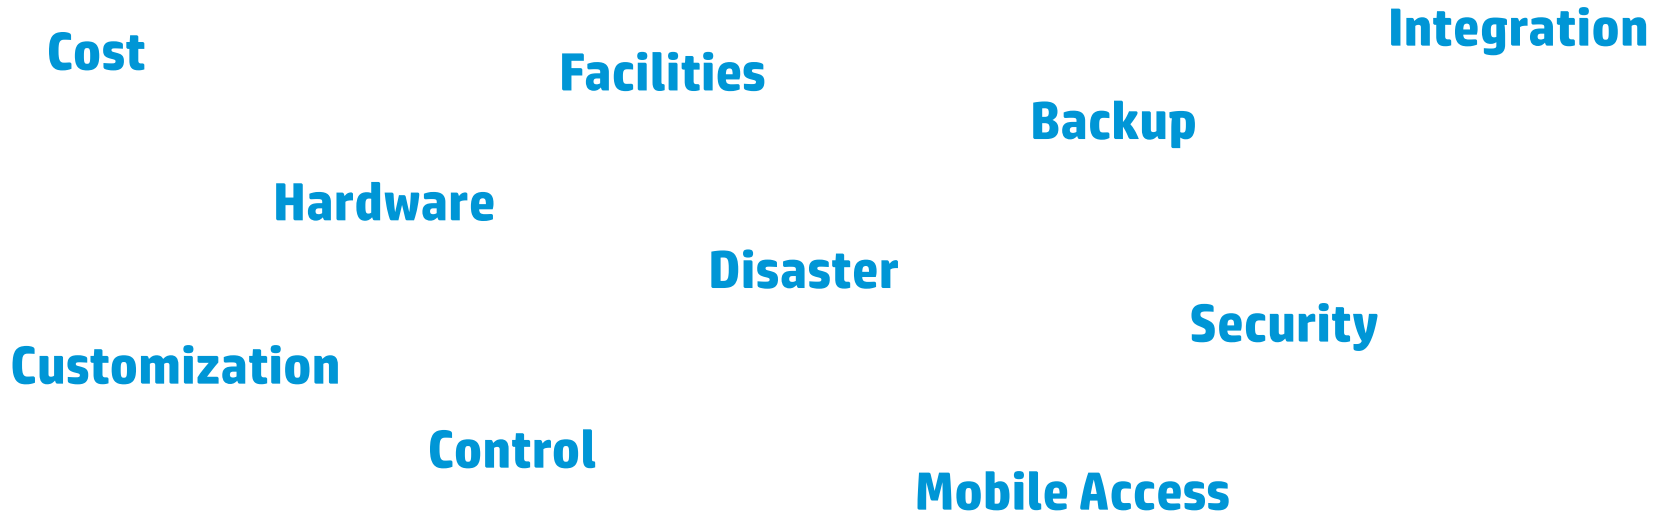 Cost
Facilities
Integration
Backup
Hardware
Disaster
Security
Customization
Control
Mobile Access